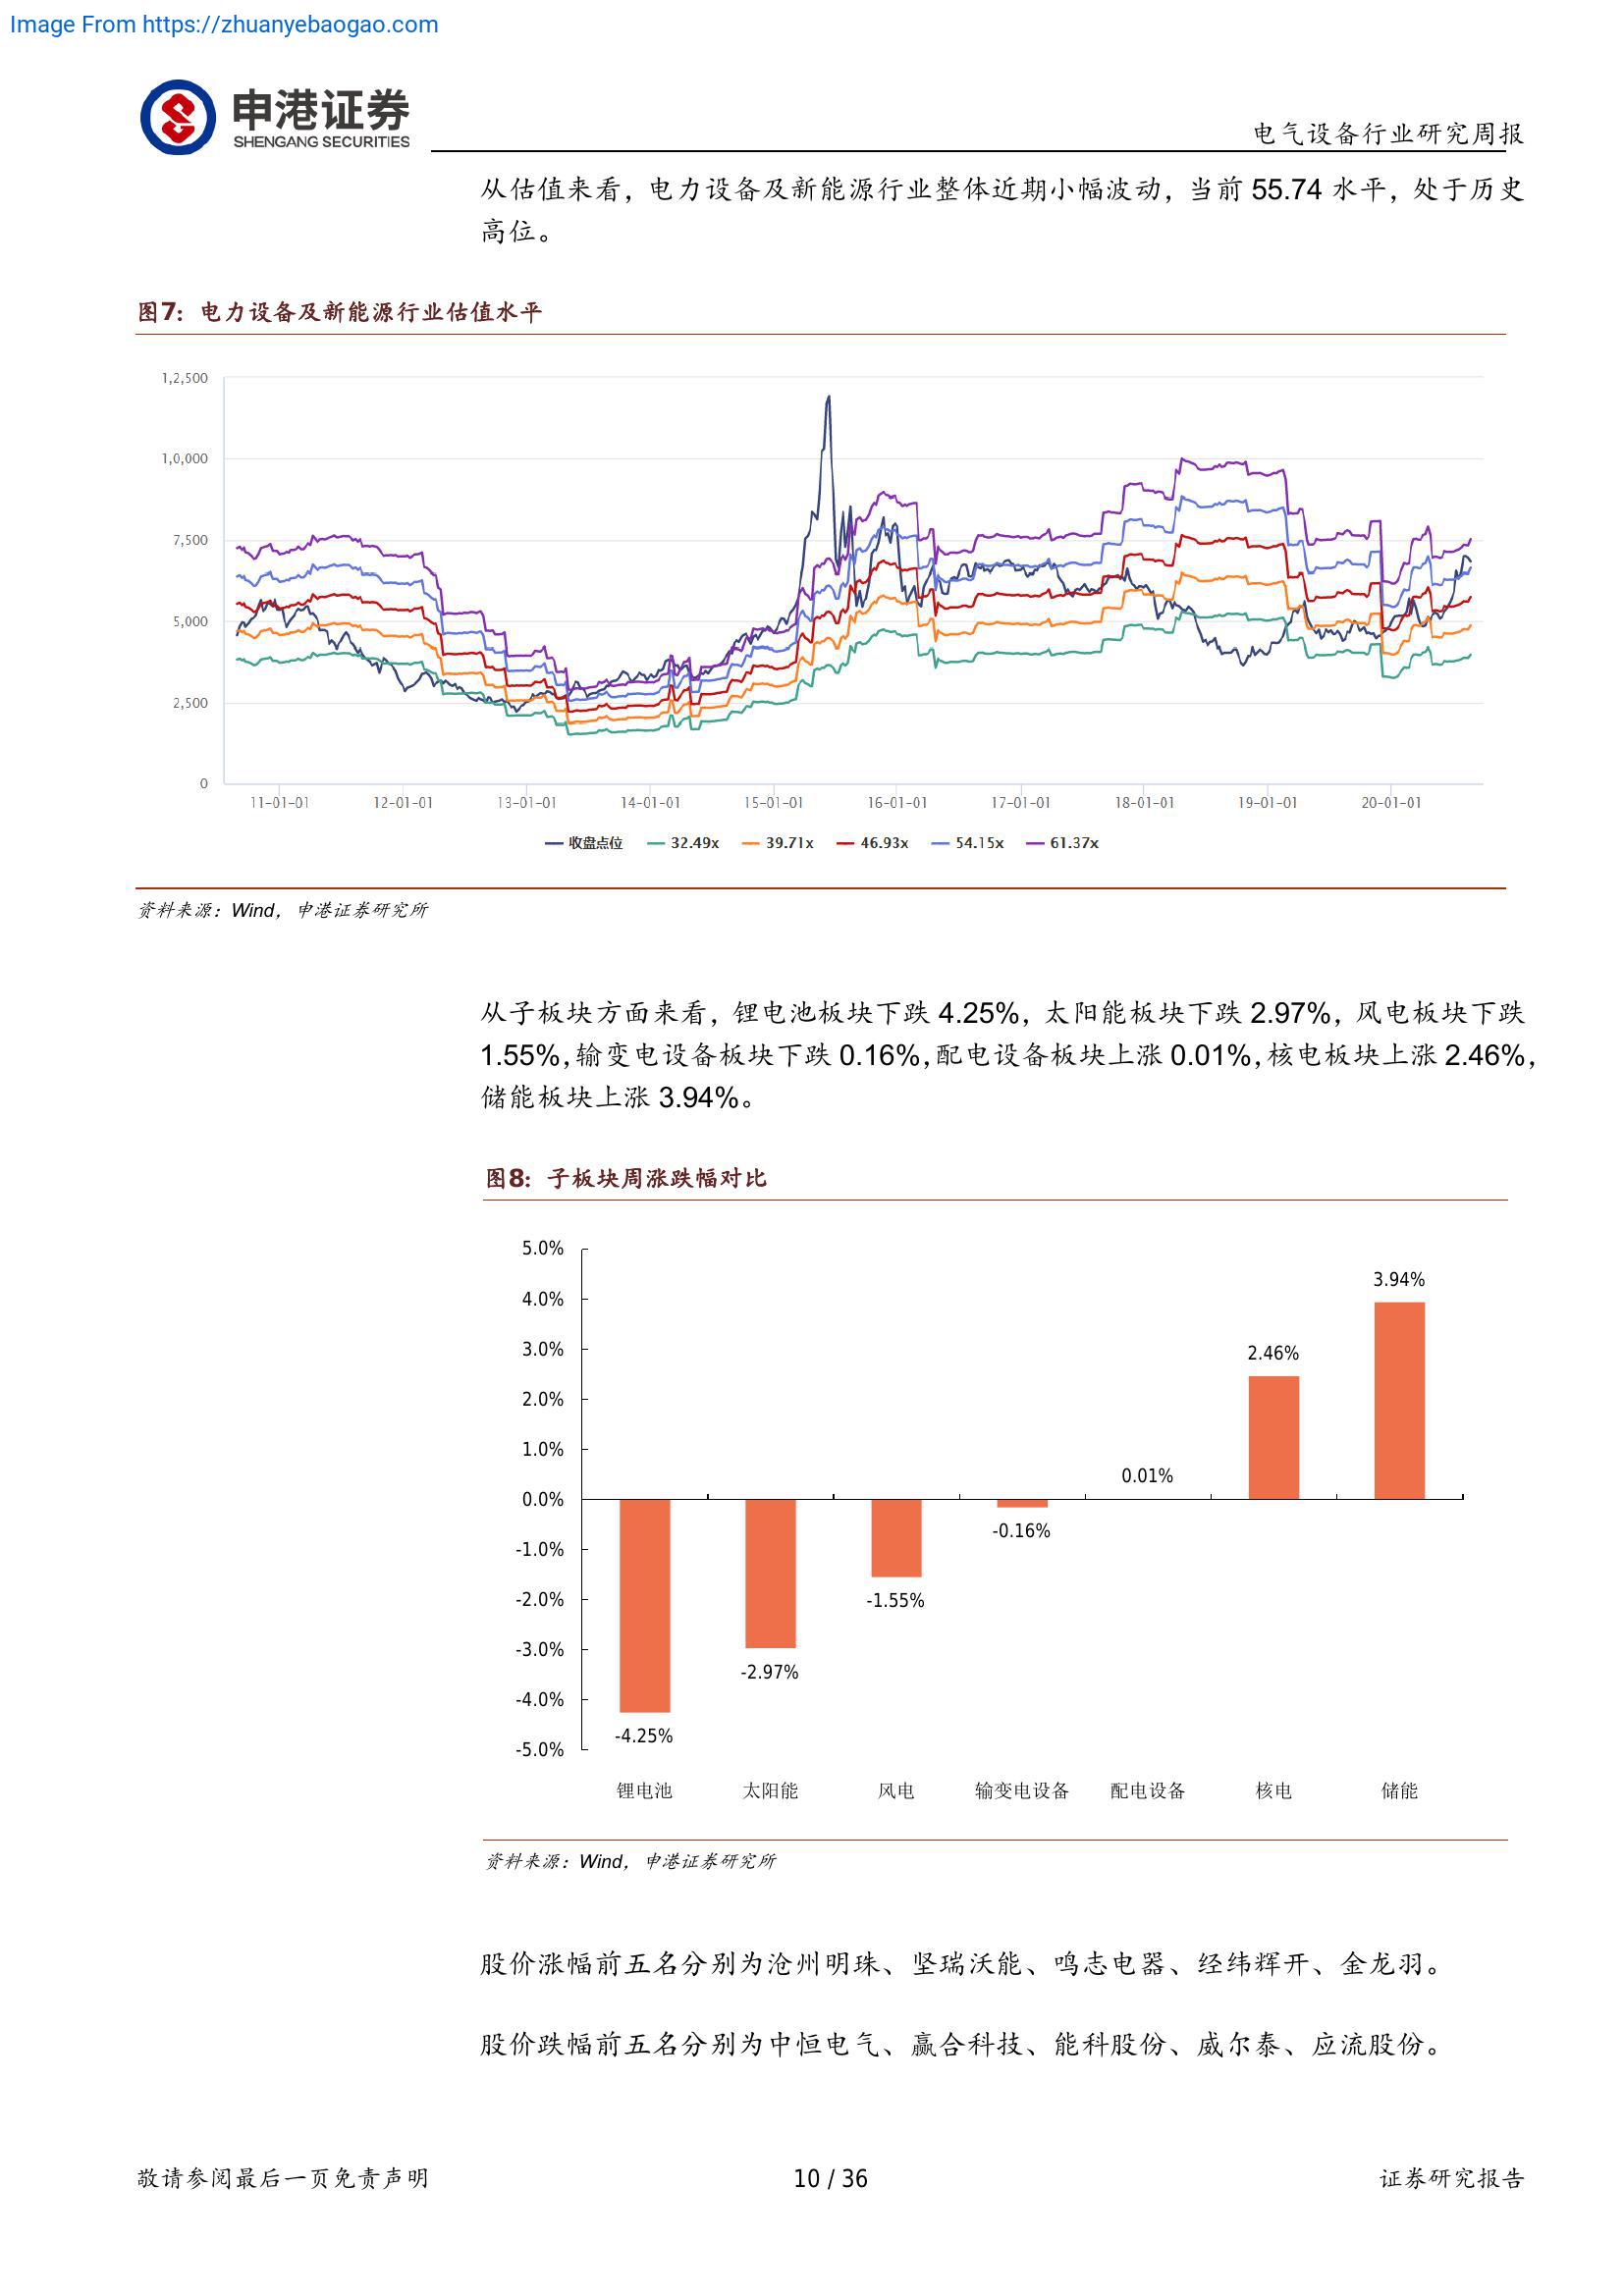 Image From https://zhuanyebaogao.com
申港证券
SHENGANG SECURITIES
电气设备行业研究周报
从估值来看，电力设备及新能源行业整体近期小幅波动，当前 55.74 水平，处于历史
高位。
图7：电力设备及新能源行业估值水平
1,2,500
1,0,000
7,500
5,000
2,500
0
11-01-01 12-01-01 13-01-01 14-01-01 15-01-01 16-01-01 17-01-01 18-01-01 19-01-01 20-01-01
收盘点位 32.49x 39.71x 46.93x 54.15x 61.37x
资料来源：Wind，申港证券研究所
从子板块方面来看，锂电池板块下跌 4.25%，太阳能板块下跌 2.97%，风电板块下跌
1.55%，输变电设备板块下跌 0.16%，配电设备板块上涨 0.01%，核电板块上涨 2.46%，
储能板块上涨 3.94%。
图8：子板块周涨跌幅对比
5.0%
4.0%
3.0%
2.0%
1.0%
0.0%
-1.0%
-2.0%
-3.0%
-4.0%
-5.0%
-4.25%
-2.97%
-1.55%
-0.16%
0.01%
2.46%
3.94%
锂电池 太阳能 风电 输变电设备 配电设备 核电 储能
资料来源：Wind，申港证券研究所
股价涨幅前五名分别为沧州明珠、坚瑞沃能、鸣志电器、经纬辉开、金龙羽。
股价跌幅前五名分别为中恒电气、赢合科技、能科股份、威尔泰、应流股份。
敬请参阅最后一页免责声明 10 / 36 证券研究报告